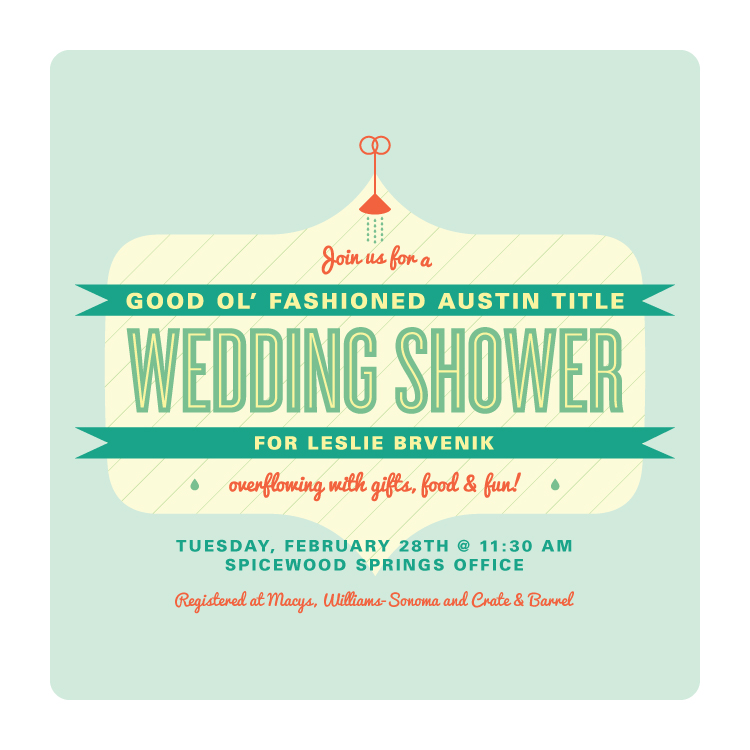 Join us for a
GOOD OL’ FASHIONED AUSTIN TITLE
WEDDING SHOWER
FOR LESLIE BRVENIK
overflowing with gifts, food & fun!
TUESDAY, FEBRUARY 28TH @ 11:30 AM
SPICEWOOD SPRINGS OFFICE
Registered at Macys, Williams-Sonoma and Crate & Barrel